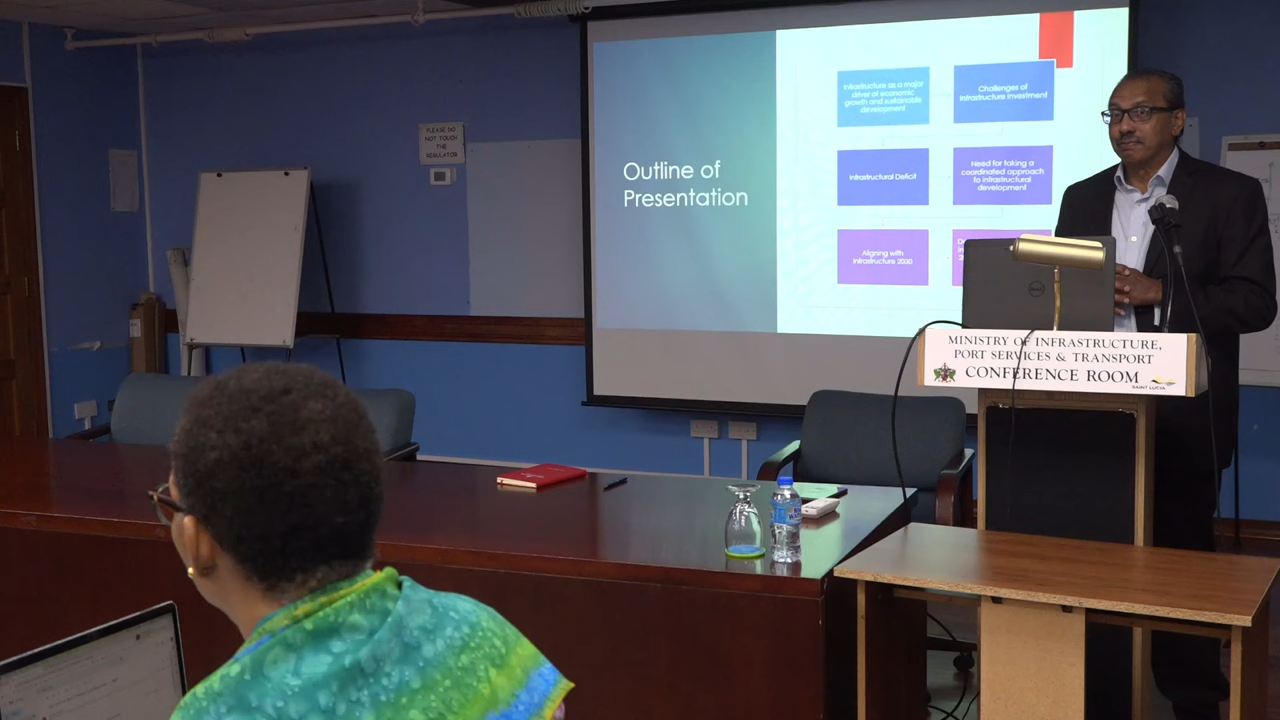 PLEASE DO
NOT TOUCH
THE
REGULATOR
Outline of
Presentation
Infrastructure as a major
driver of economic
growth and sustainable
development
Challenges of
Infrastructure Investment
Infrastructural Deficit
Need for taking a
coordinated approach
to infrastructural
development
Aligning with
Infrastructure 2030
DELL
MINISTRY OF INFRASTRUCTURE,
PORT SERVICES & TRANSPORT
CONFERENCE ROOM
SAINT LUCIA